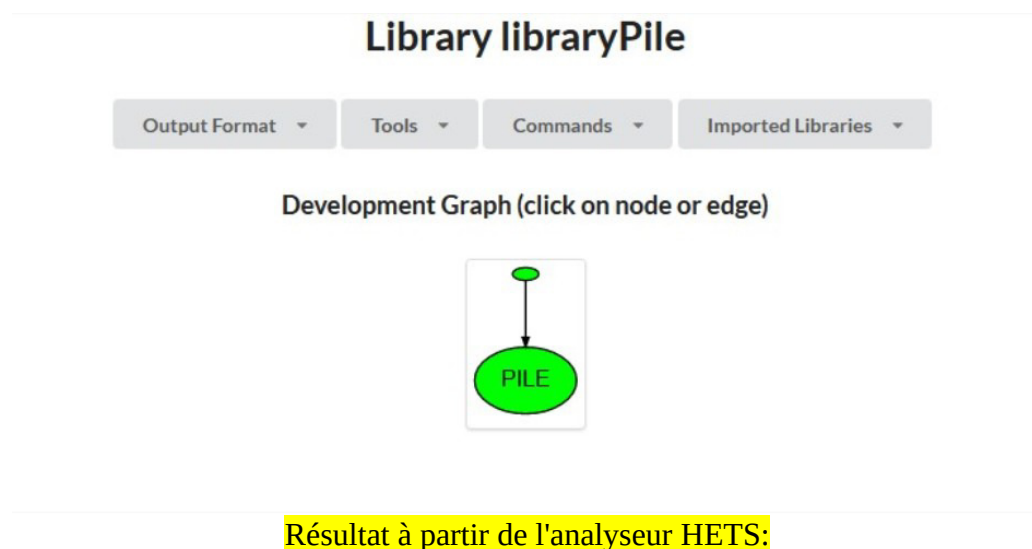 Library libraryPile
Output Format Tools Commands Imported Libraries
Development Graph (click on node or edge)
PILE
Résultat à partir de l'analyseur HETS: